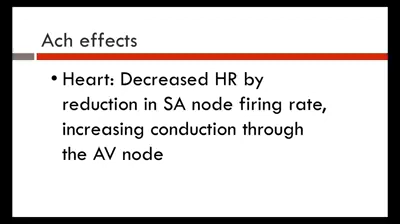 Ach effects
• Heart: Decreased HR by
reduction in SA node firing rate,
increasing conduction through
the AV node